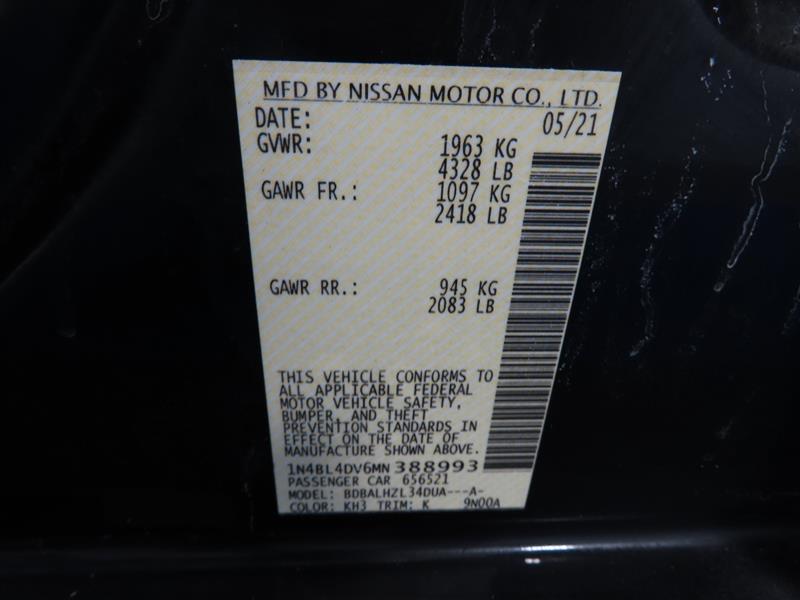 MFD BY NISSAN MOTOR CO., LTD.
DATE: 05/21
GVWR: 1963 KG
4328 LB
GAWR FR.: 1097 KG
2418 LB
GAWR RR.: 945 KG
2083 LB
THIS VEHICLE CONFORMS TO
ALL APPLICABLE FEDERAL
MOTOR VEHICLE SAFETY,
BUMPER, AND THEFT
PREVENTION STANDARDS IN
EFFECT ON THE DATE OF
MANUFACTURE SHOWN ABOVE.
1N4BL4DV6MN388993
PASSENGER CAR 656521
MODEL: BDBALHZL34DUA---A-
COLOR: KH3 TRIM: K 9N00A